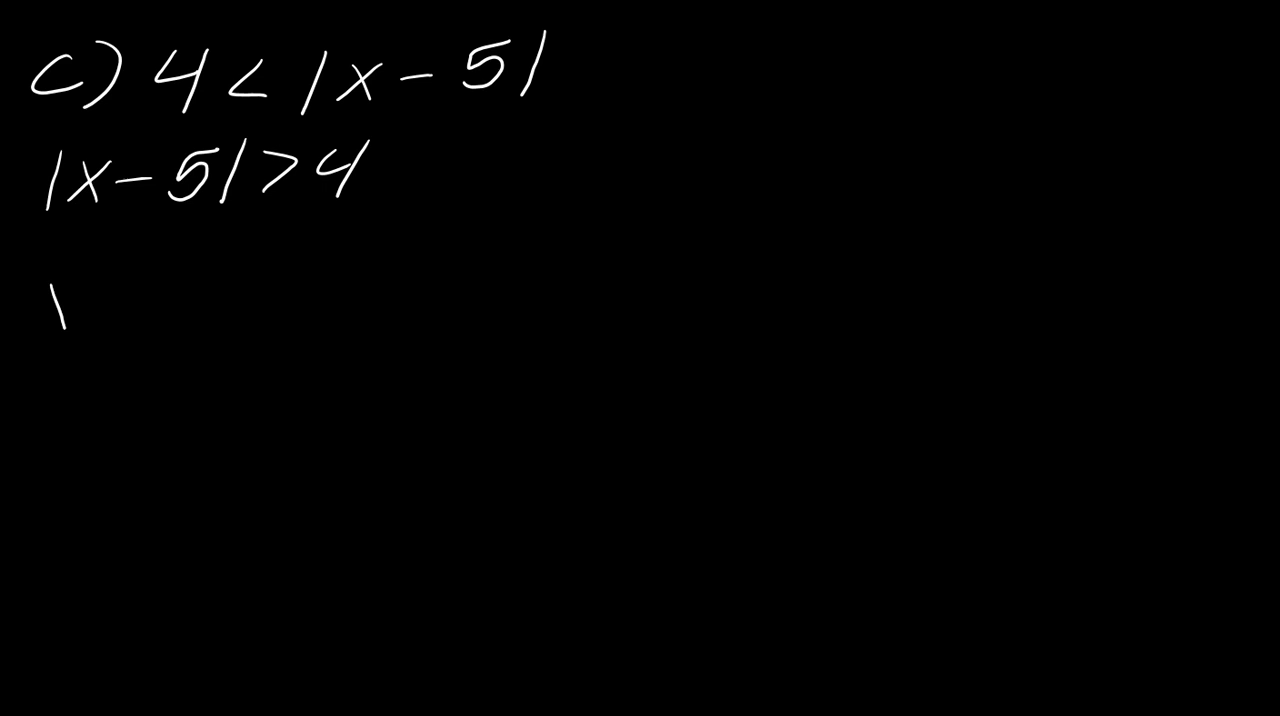 c) 4 < |x - 5|
|x - 5| > 4
\